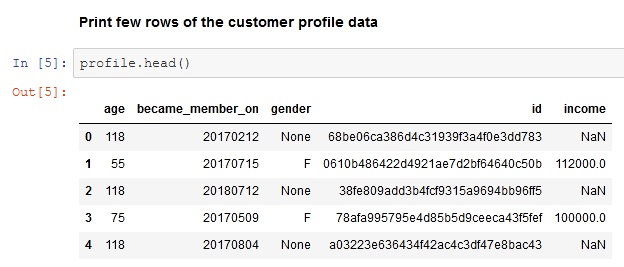 Print few rows of the customer profile data
In [5]: profile.head()
Out[5]:
age became_member_on gender id income
0 118 20170212 None 68be06ca386d4c31939f3a4f0e3dd783 NaN
1 55 20170715 F 0610b486422d4921ae7d2bf64640c50b 112000.0
2 118 20180712 None 38fe809add3b4fcf9315a9694bb96ff5 NaN
3 75 20170509 F 78afa995795e4d85b5d9ceeca43f5fef 100000.0
4 118 20170804 None a03223e636434f42ac4c3df47e8bac43 NaN